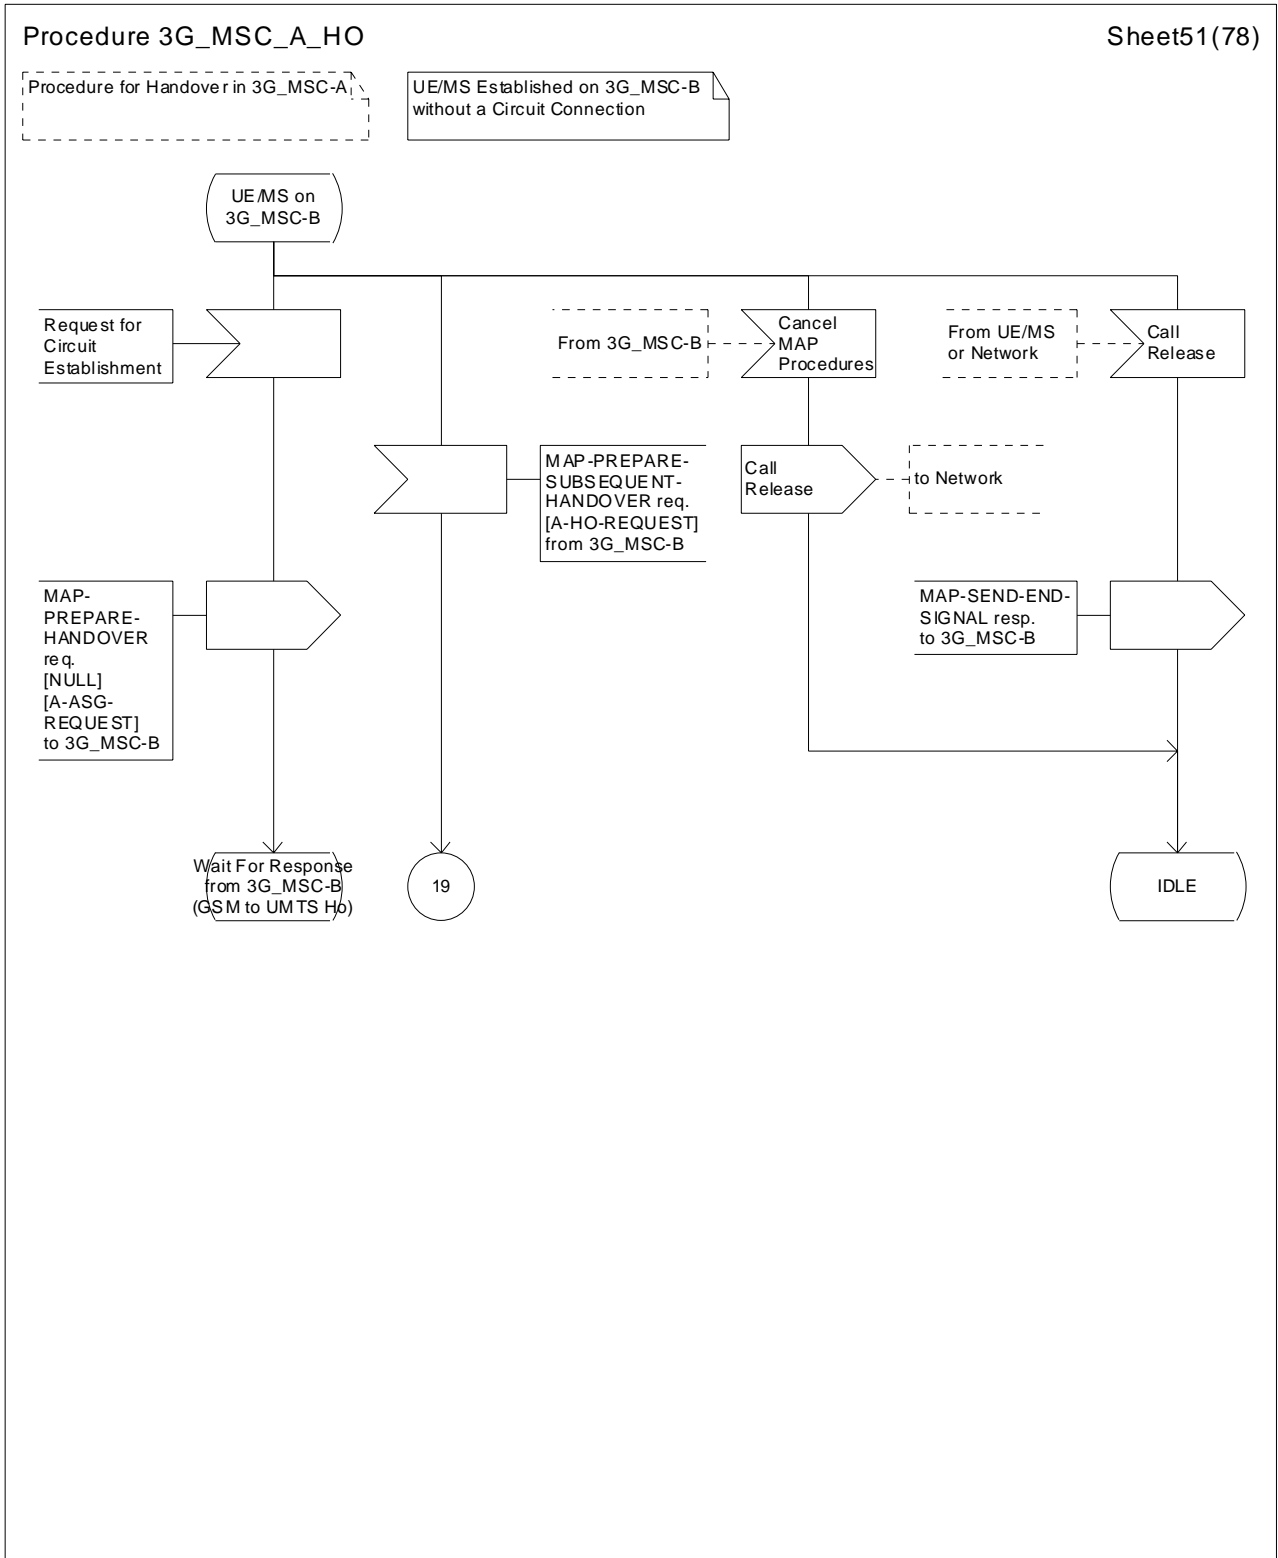 Procedure 3G_MSC_A_HO
Sheet51(78)
Procedure for Handover in 3G_MSC-A
UE/MS Established on 3G_MSC-B
without a Circuit Connection
UE/MS on
3G_MSC-B
Request for
Circuit
Establishment
From 3G_MSC-B
Cancel
MAP
Procedures
From UE/MS
or Network
Call
Release
MAP-PREPARE-
SUBSEQUENT-
HANDOVER req.
[A-HO-REQUEST]
from 3G_MSC-B
Call
Release
to Network
MAP-
PREPARE-
HANDOVER
req.
[NULL]
[A-ASG-
REQUEST]
to 3G_MSC-B
MAP-SEND-END-
SIGNAL resp.
to 3G_MSC-B
Wait For Response
from 3G_MSC-B
(GSM to UMTS Ho)
19
IDLE